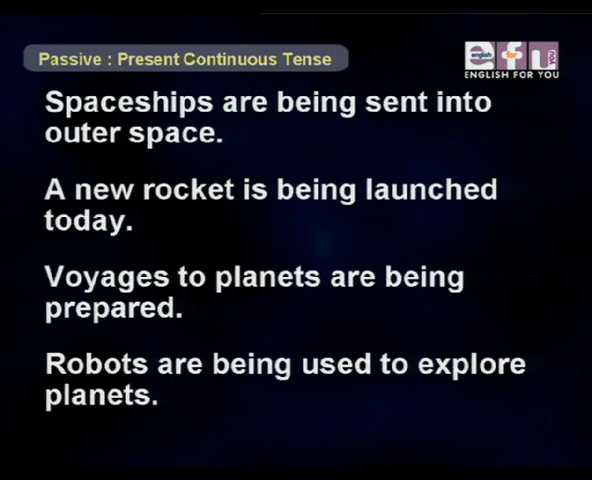 Passive : Present Continuous Tense
english for you
ENGLISH FOR YOU
Spaceships are being sent into
outer space.
A new rocket is being launched
today.
Voyages to planets are being
prepared.
Robots are being used to explore
planets.